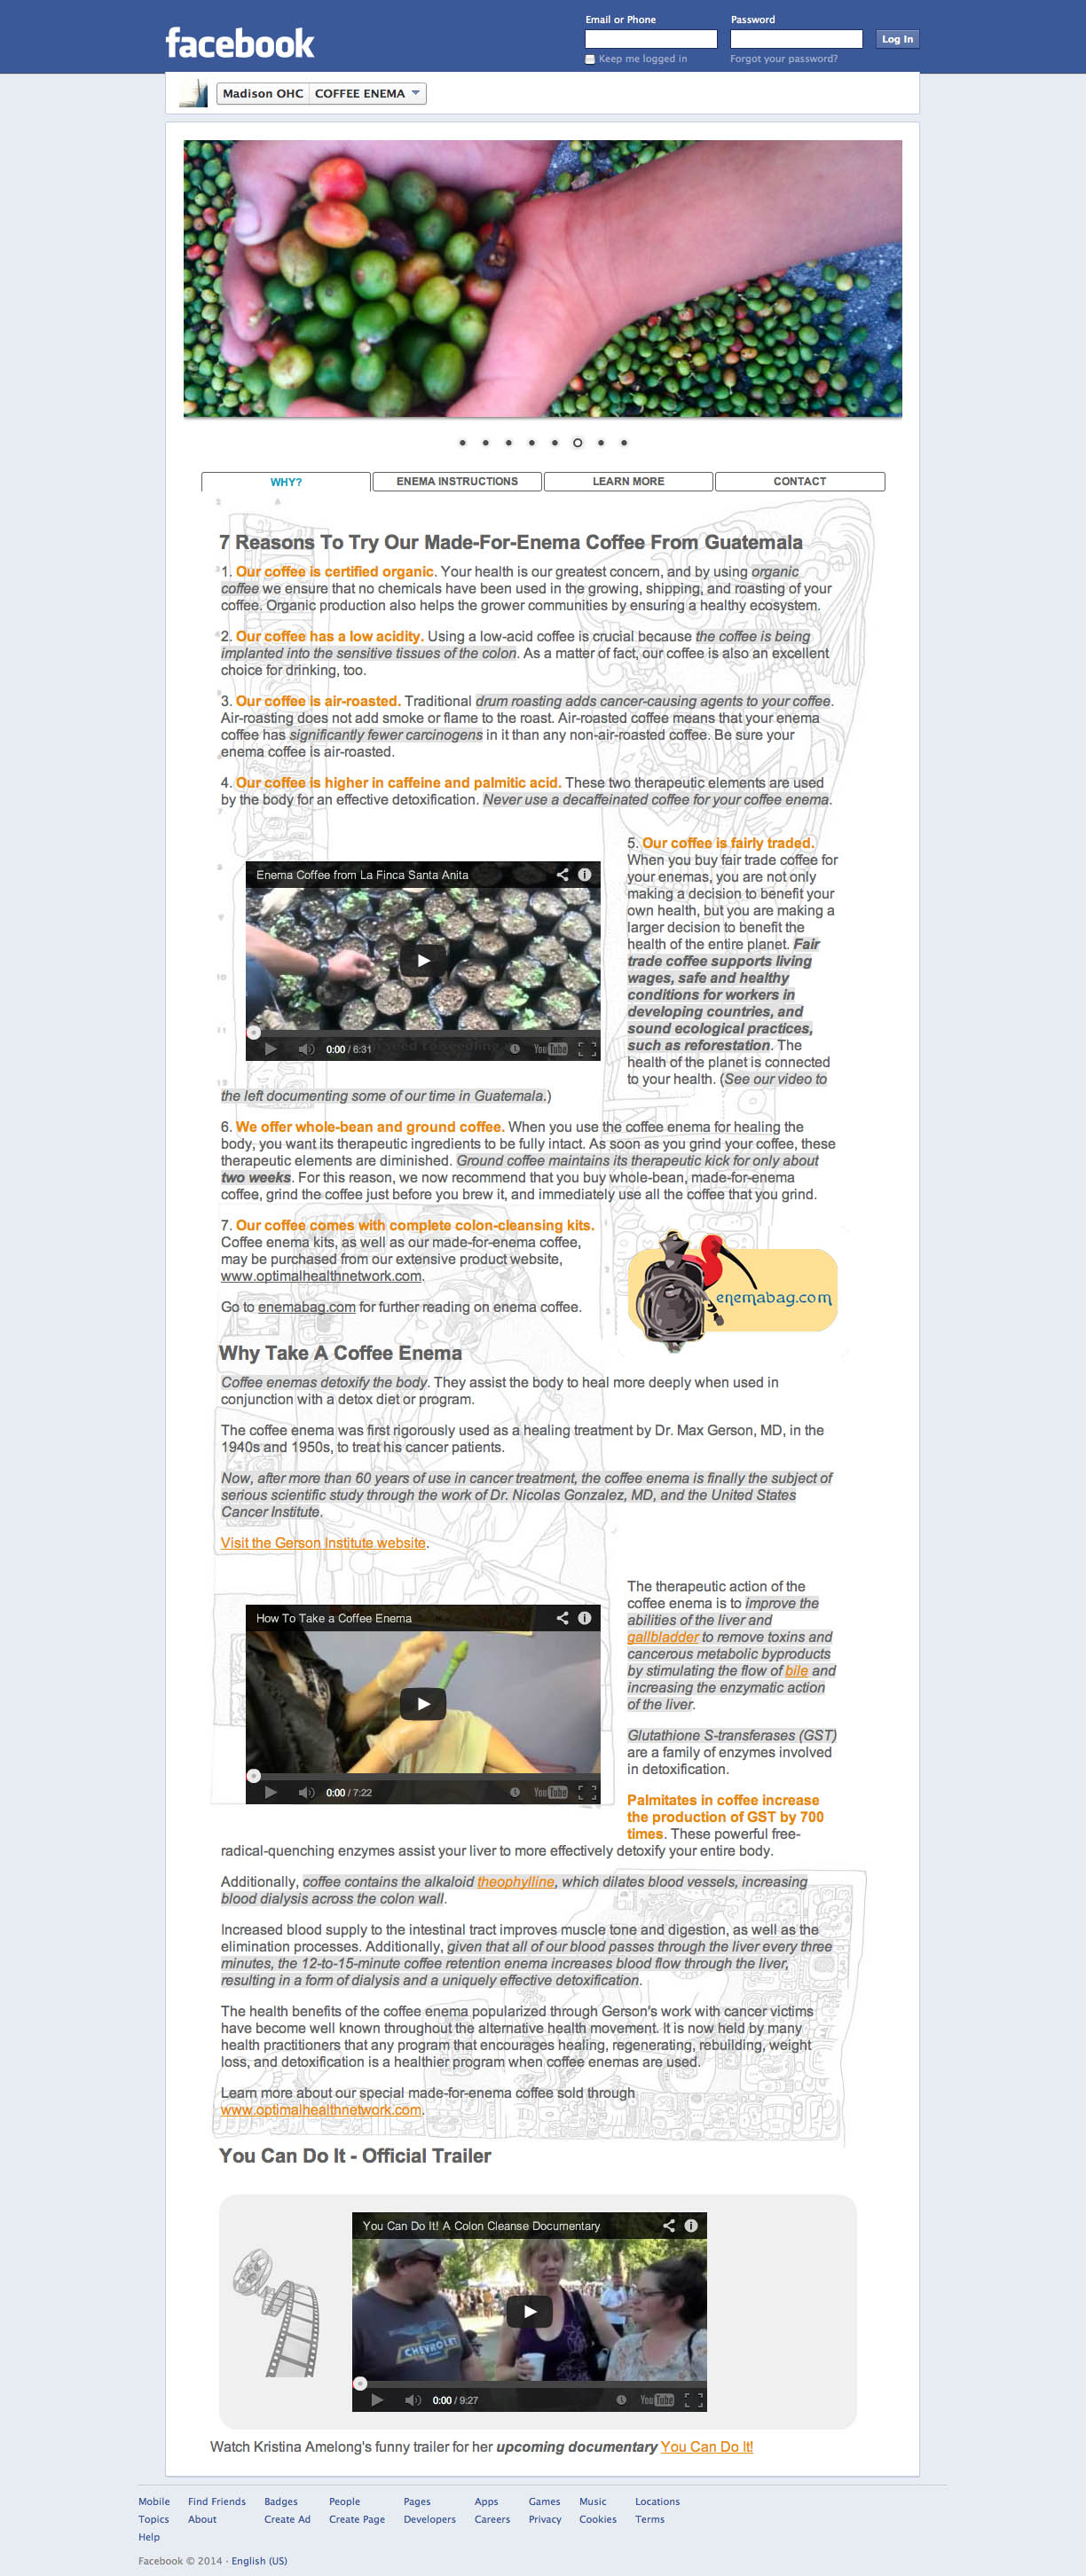 facebook
Email or Phone
Password
Log In
Keep me logged in
Forgot your password?
Madison OHC
COFFEE ENEMA
WHY?
ENEMA INSTRUCTIONS
LEARN MORE
CONTACT
7 Reasons To Try Our Made-For-Enema Coffee From Guatemala
1. Our coffee is certified organic. Your health is our greatest concern, and by using organic
coffee we ensure that no chemicals have been used in the growing, shipping, and roasting of your
coffee. Organic production also helps the grower communities by ensuring a healthy ecosystem.
2. Our coffee has a low acidity. Using a low-acid coffee is crucial because the coffee is being
implanted into the sensitive tissues of the colon. As a matter of fact, our coffee is also an excellent
choice for drinking, too.
3. Our coffee is air-roasted. Traditional drum roasting adds cancer-causing agents to your coffee.
Air-roasting does not add smoke or flame to the roast. Air-roasted coffee means that your enema
coffee has significantly fewer carcinogens in it than any non-air-roasted coffee. Be sure your
enema coffee is air-roasted.
4. Our coffee is higher in caffeine and palmitic acid. These two therapeutic elements are used
by the body for an effective detoxification. Never use a decaffeinated coffee for your coffee enema.
Enema Coffee from La Finca Santa Anita
0:00 / 6:31
YouTube
5. Our coffee is fairly traded.
When you buy fair trade coffee for
your enemas, you are not only
making a decision to benefit your
own health, but you are making a
larger decision to benefit the
health of the entire planet. Fair
trade coffee supports living
wages, safe and healthy
conditions for workers in
developing countries, and
sound ecological practices,
such as reforestation. The
health of the planet is connected
to your health. (See our video to
the left documenting some of our time in Guatemala.)
6. We offer whole-bean and ground coffee. When you use the coffee enema for healing the
body, you want its therapeutic ingredients to be fully intact. As soon as you grind your coffee, these
therapeutic elements are diminished. Ground coffee maintains its therapeutic kick for only about
two weeks. For this reason, we now recommend that you buy whole-bean, made-for-enema
coffee, grind the coffee just before you brew it, and immediately use all the coffee that you grind.
7. Our coffee comes with complete colon-cleansing kits.
Coffee enema kits, as well as our made-for-enema coffee,
may be purchased from our extensive product website,
www.optimalhealthnetwork.com.
Go to enemabag.com for further reading on enema coffee.
enemabag.com
Why Take A Coffee Enema
Coffee enemas detoxify the body. They assist the body to heal more deeply when used in
conjunction with a detox diet or program.
The coffee enema was first rigorously used as a healing treatment by Dr. Max Gerson, MD, in the
1940s and 1950s, to treat his cancer patients.
Now, after more than 60 years of use in cancer treatment, the coffee enema is finally the subject of
serious scientific study through the work of Dr. Nicolas Gonzalez, MD, and the United States
Cancer Institute.
Visit the Gerson Institute website.
How To Take a Coffee Enema
0:00 / 7:22
YouTube
The therapeutic action of the
coffee enema is to improve the
abilities of the liver and
gallbladder to remove toxins and
cancerous metabolic byproducts
by stimulating the flow of bile and
increasing the enzymatic action
of the liver.
Glutathione S-transferases (GST)
are a family of enzymes involved
in detoxification.
Palmitates in coffee increase
the production of GST by 700
times. These powerful free-
radical-quenching enzymes assist your liver to more effectively detoxify your entire body.
Additionally, coffee contains the alkaloid theophylline, which dilates blood vessels, increasing
blood dialysis across the colon wall.
Increased blood supply to the intestinal tract improves muscle tone and digestion, as well as the
elimination processes. Additionally, given that all of our blood passes through the liver every three
minutes, the 12-to-15-minute coffee retention enema increases blood flow through the liver,
resulting in a form of dialysis and a uniquely effective detoxification.
The health benefits of the coffee enema popularized through Gerson's work with cancer victims
have become well known throughout the alternative health movement. It is now held by many
health practitioners that any program that encourages healing, regenerating, rebuilding, weight
loss, and detoxification is a healthier program when coffee enemas are used.
Learn more about our special made-for-enema coffee sold through
www.optimalhealthnetwork.com.
You Can Do It - Official Trailer
You Can Do It! A Colon Cleanse Documentary
CHEVROLET
0:00 / 9:27
YouTube
Watch Kristina Amelong's funny trailer for her upcoming documentary You Can Do It!
Mobile Find Friends Badges People Pages Apps Games Music Locations
Topics About Create Ad Create Page Developers Careers Privacy Cookies Terms
Help
Facebook © 2014 · English (US)